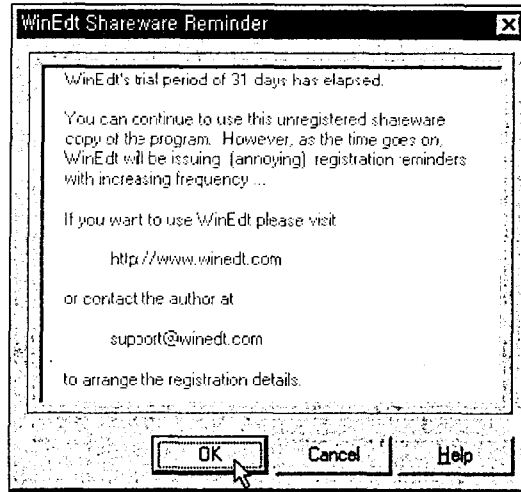 WinEdt Shareware Reminder
WinEdt's trial period of 31 days has elapsed.
You can continue to use this unregistered shareware
copy of the program. However, as the time goes on,
WinEdt will be issuing (annoying) registration reminders
with increasing frequency ...
If you want to use WinEdt please visit
http://www.winedt.com
or contact the author at
support@winedt.com
to arrange the registration details.
OK Cancel Help